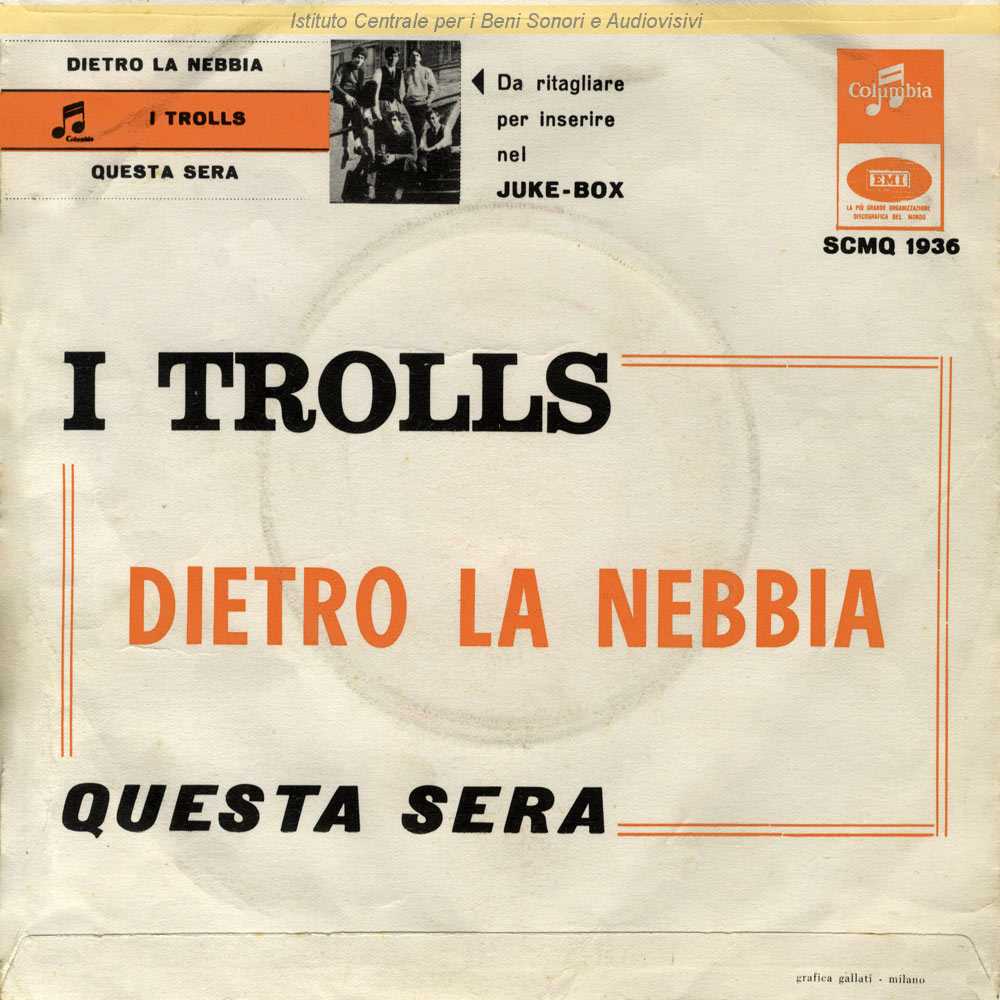 Istituto Centrale per i Beni Sonori e Audiovisivi
DIETRO LA NEBBIA
Columbia
I TROLLS
QUESTA SERA
Da ritagliare
per inserire
nel
JUKE-BOX
Columbia
EMI
LA PIÙ GRANDE ORGANIZZAZIONE
DISCOGRAFICA DEL MONDO
SCMQ 1936
I TROLLS
DIETRO LA NEBBIA
QUESTA SERA
grafica gallati - milano